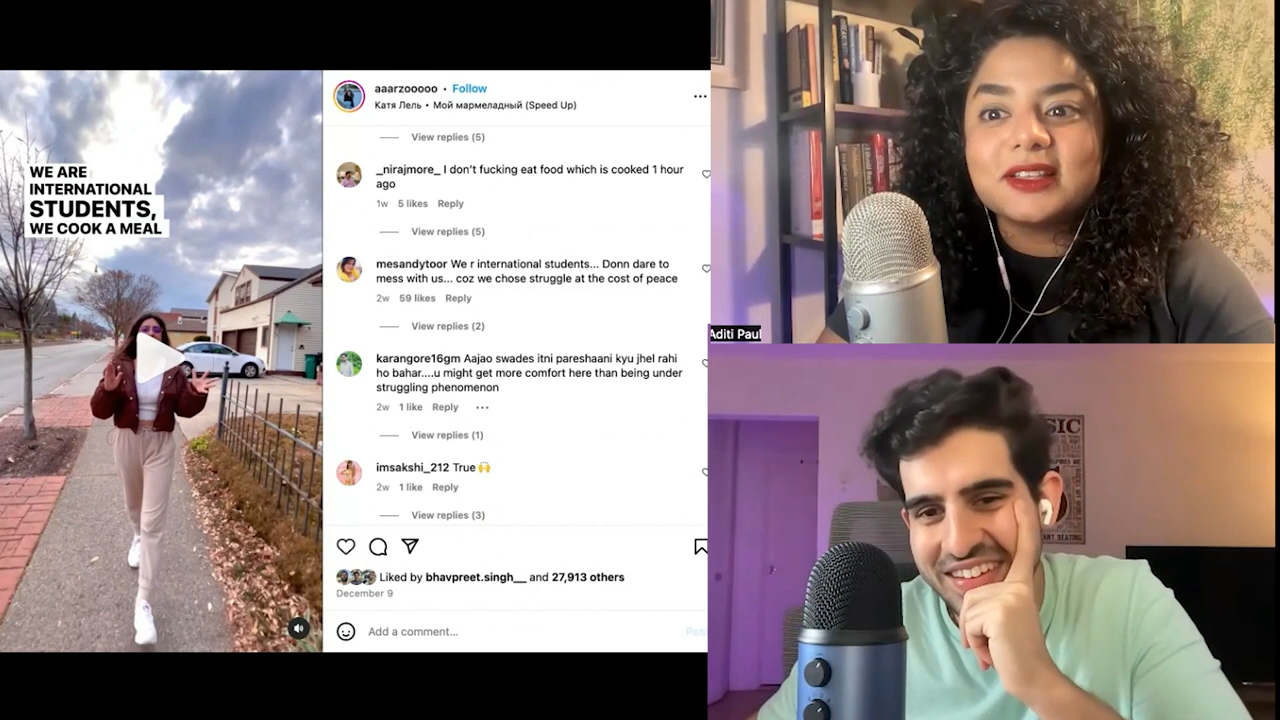 WE ARE
INTERNATIONAL
STUDENTS,
WE COOK A MEAL
aaarzooooo • Follow
Катя Лель • Мой мармеладный (Speed Up)
View replies (5)
_nirajmore_ I don't fucking eat food which is cooked 1 hour
ago
1w 5 likes Reply
View replies (5)
mesandytoor We r international students... Donn dare to
mess with us... coz we chose struggle at the cost of peace
2w 59 likes Reply
View replies (2)
karangore16gm Aajao swades itni pareshaani kyu jhel rahi
ho bahar....u might get more comfort here than being under
struggling phenomenon
2w 1 like Reply
View replies (1)
imsakshi_212 True 🙌
2w 1 like Reply
View replies (3)
Liked by bhavpreet.singh__ and 27,913 others
December 9
Add a comment...
Pos
Aditi Paul
SIC